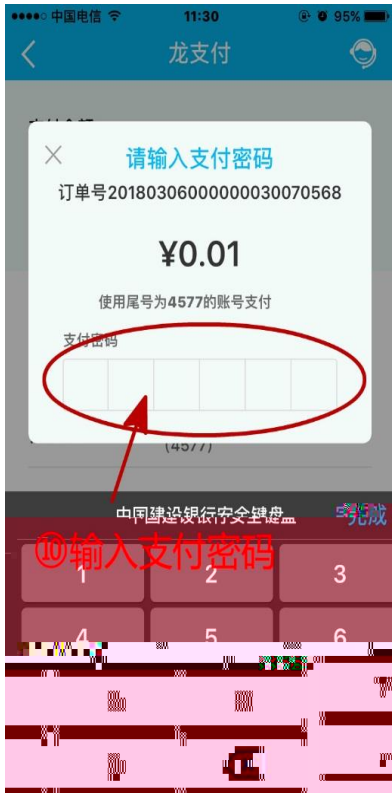 中国电信 11:30 95%
龙支付
请输入支付密码
订单号20180306000000030070568
¥0.01
使用尾号为4577的账号支付
支付密码
(4577)
中国建设银行安全键盘 完成
⑩输入支付密码
1 2 3
4 5 6